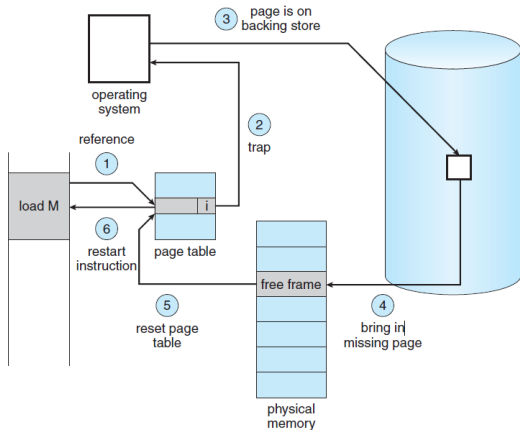 3
page is on
backing store
operating
system
2
trap
reference
1
load M
i
6
restart
instruction
page table
free frame
5
reset page
table
4
bring in
missing page
physical
memory